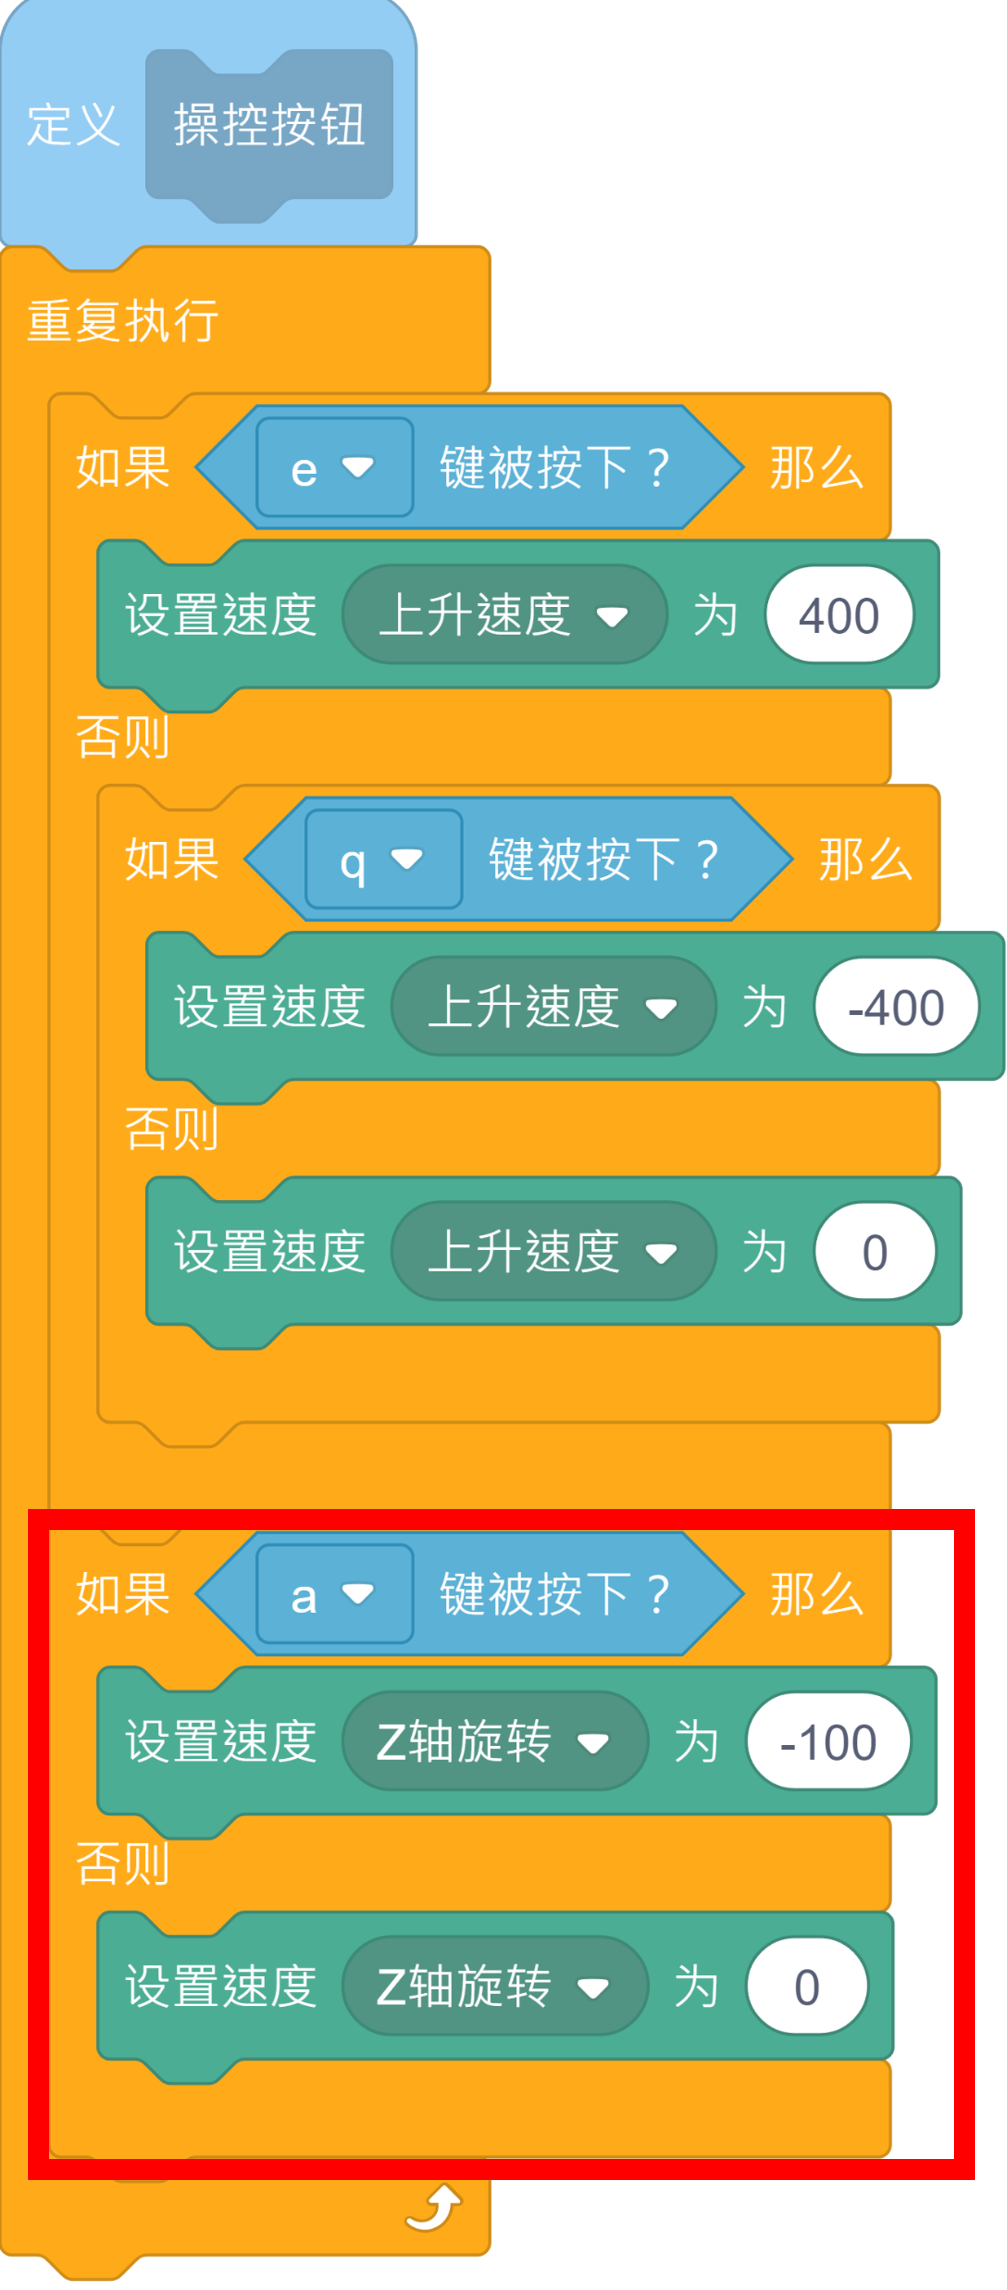 定义 操控按钮
重复执行
如果 e 键被按下？ 那么
设置速度 上升速度 为 400
否则
如果 q 键被按下？ 那么
设置速度 上升速度 为 -400
否则
设置速度 上升速度 为 0
如果 a 键被按下？ 那么
设置速度 Z轴旋转 为 -100
否则
设置速度 Z轴旋转 为 0